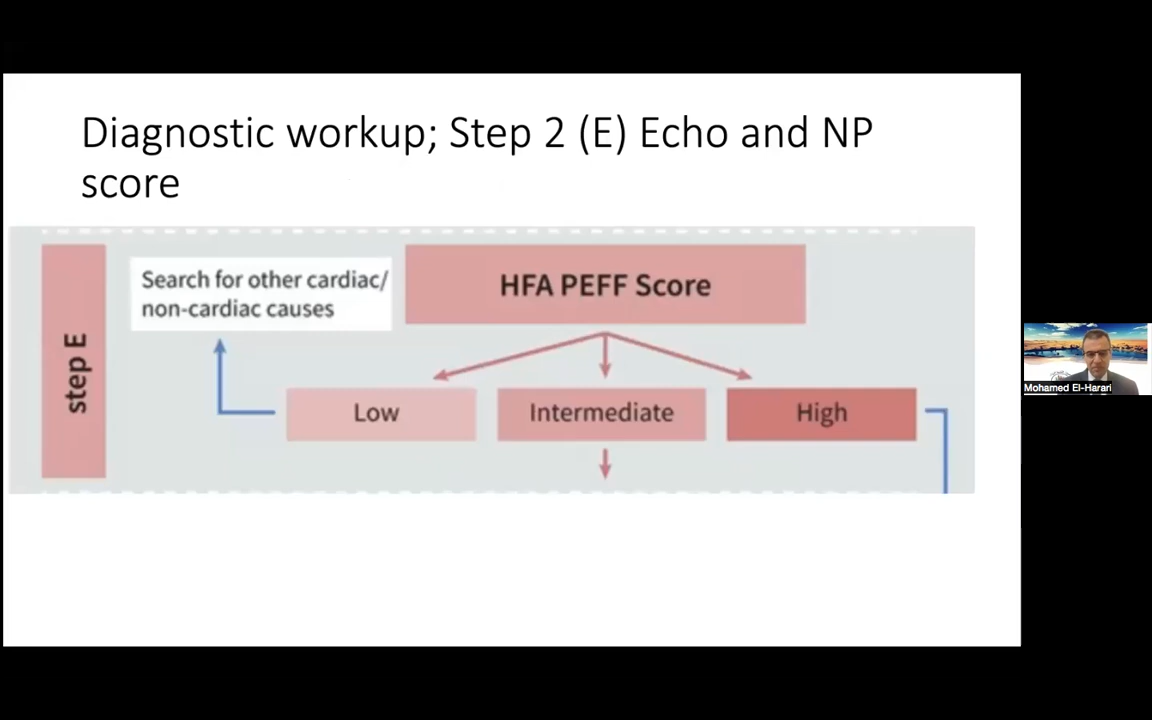 Diagnostic workup; Step 2 (E) Echo and NP
score
step E
Search for other cardiac/
non-cardiac causes
HFA PEFF Score
Low
Intermediate
High
Mohamed El-Harari